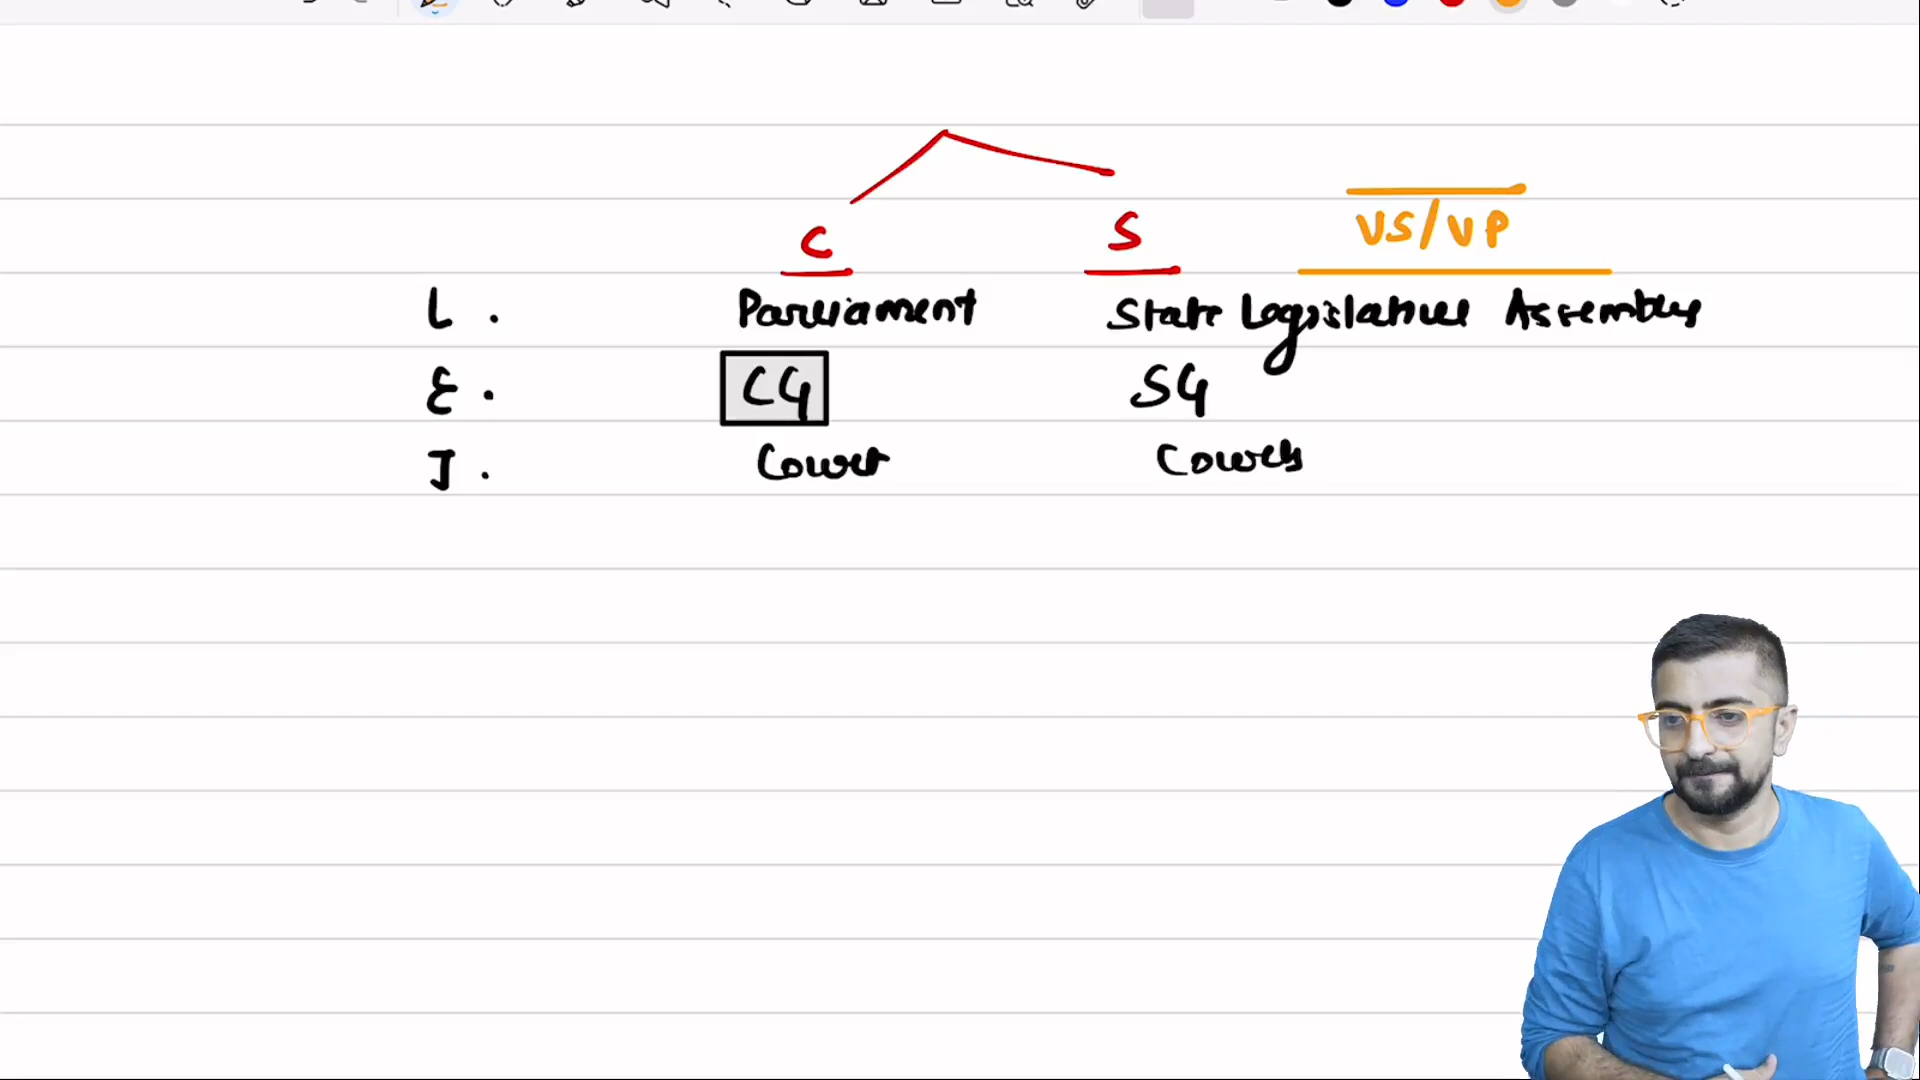 C S VS/VP
L. Parliament State Legislative Assembly
E. CG SG
J. Court Courts